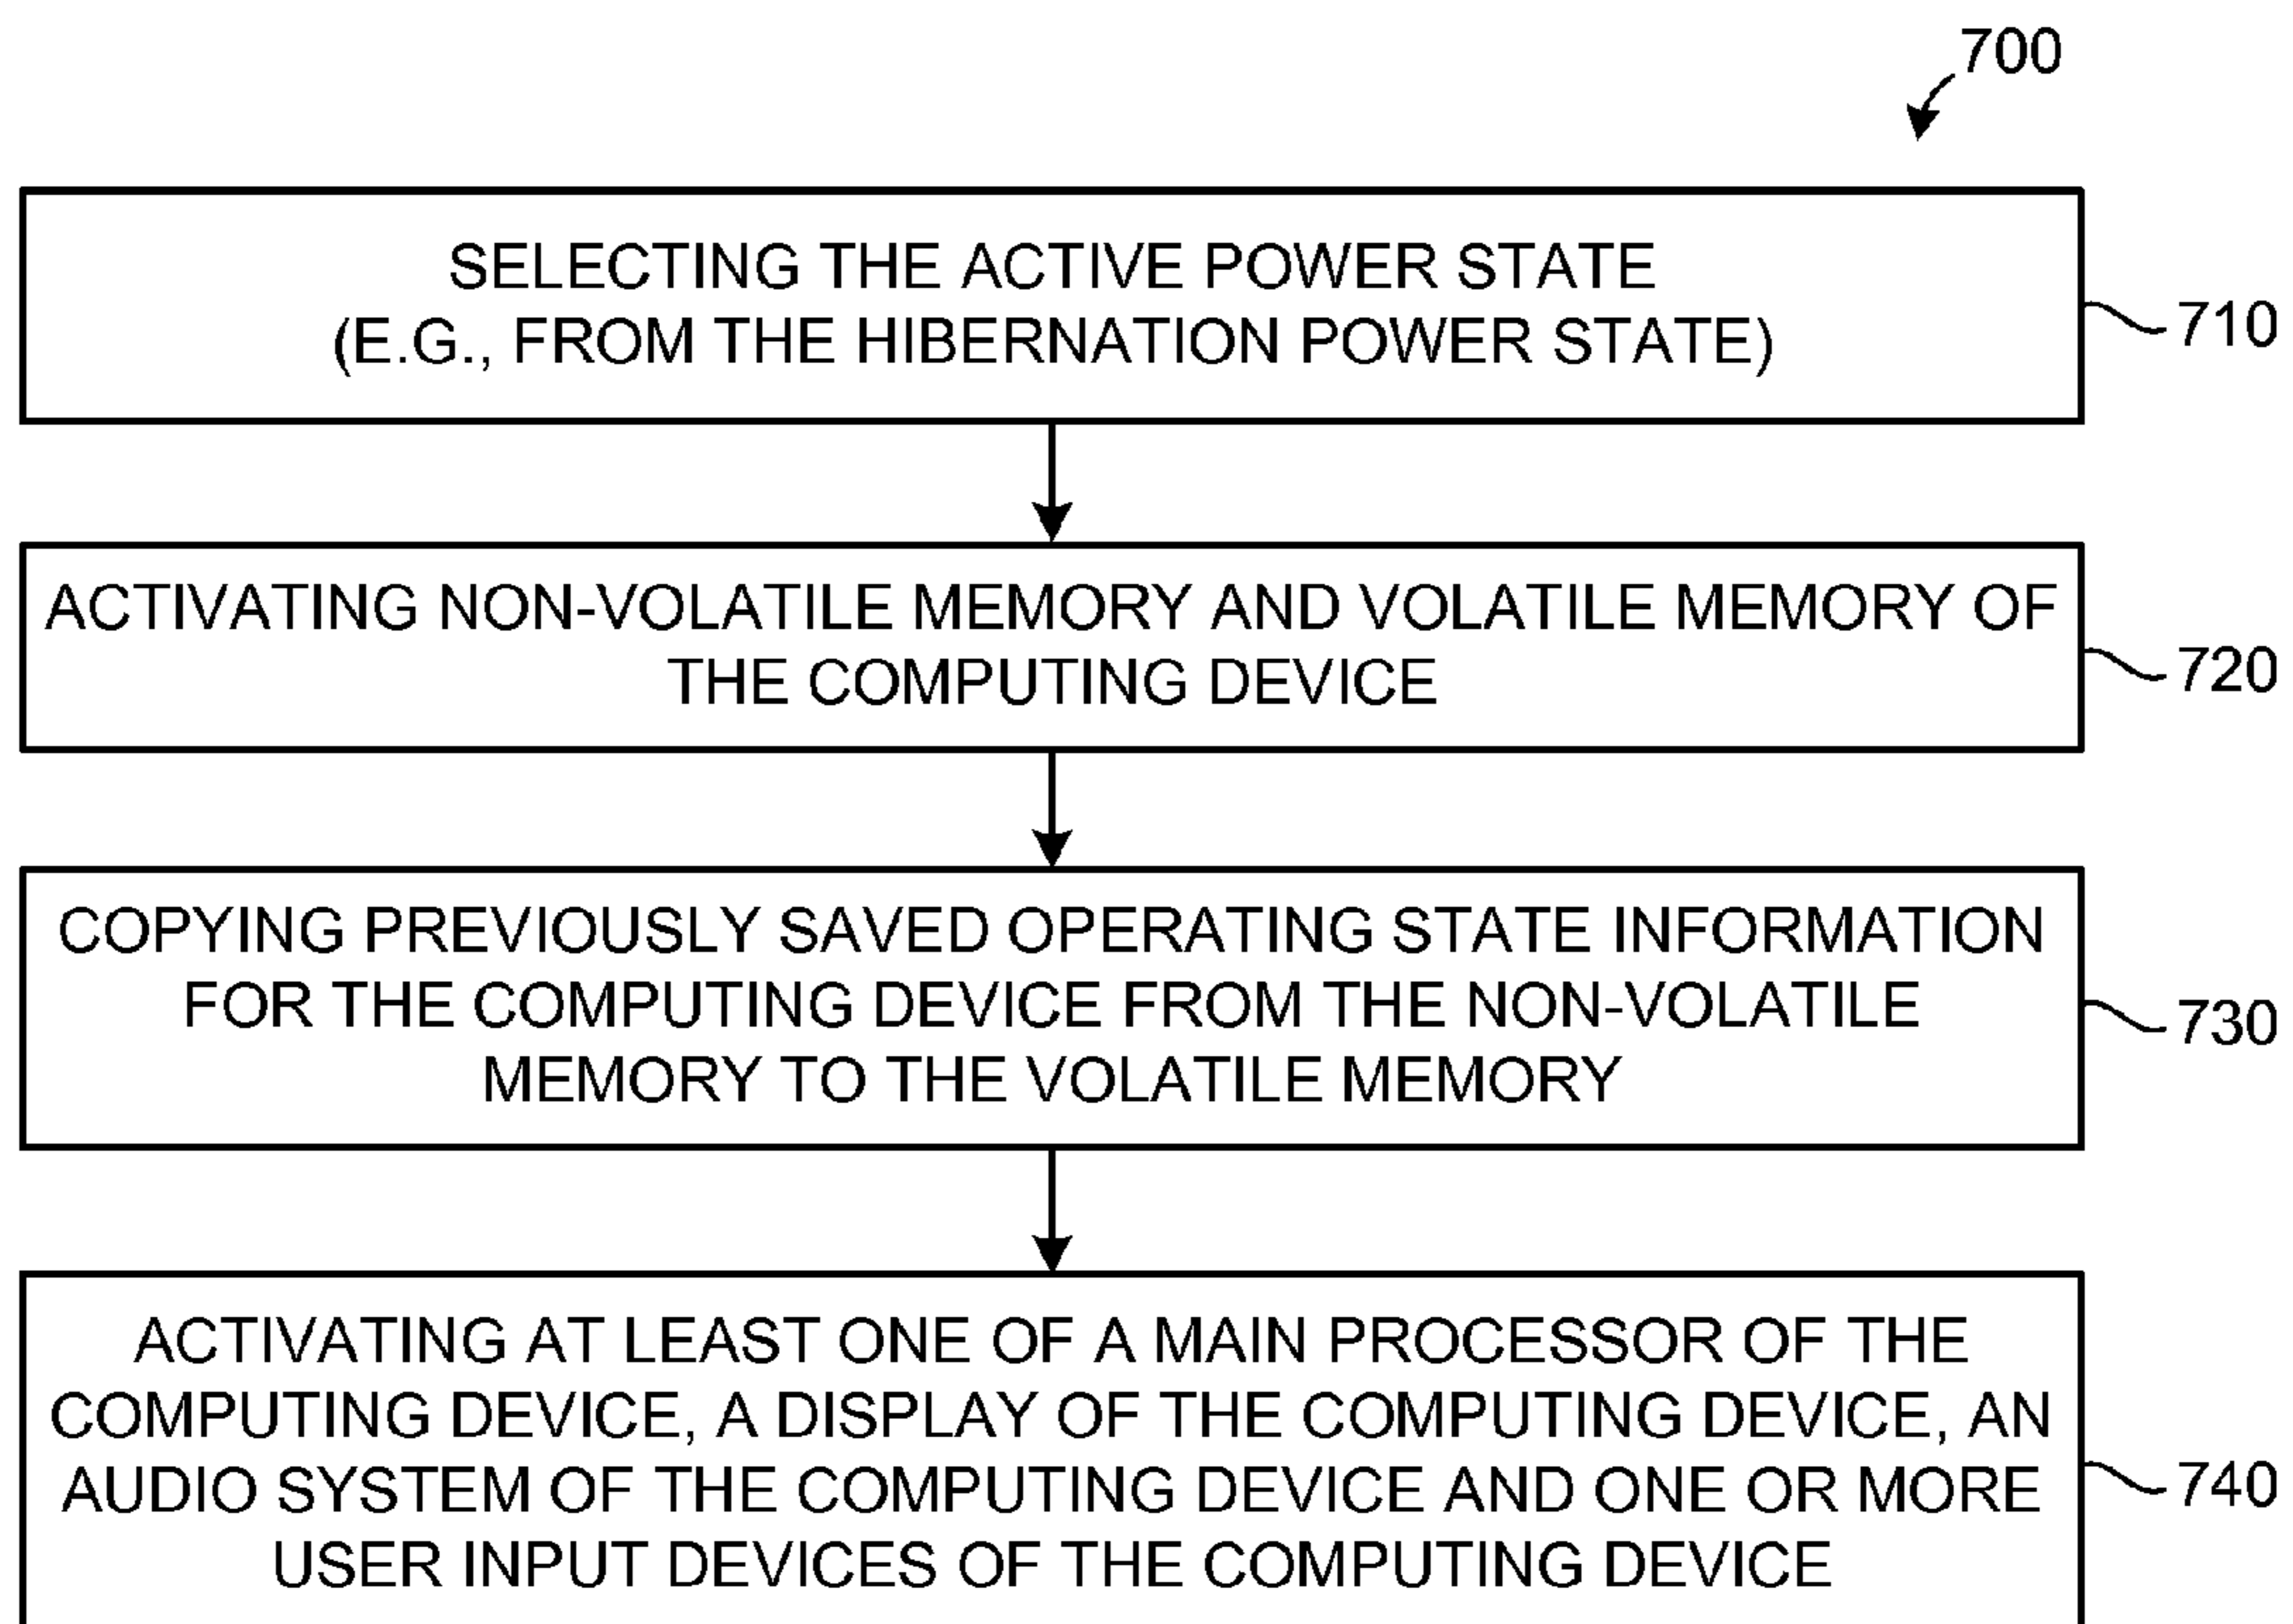 700
SELECTING THE ACTIVE POWER STATE
(E.G., FROM THE HIBERNATION POWER STATE)
710
ACTIVATING NON-VOLATILE MEMORY AND VOLATILE MEMORY OF
THE COMPUTING DEVICE
720
COPYING PREVIOUSLY SAVED OPERATING STATE INFORMATION
FOR THE COMPUTING DEVICE FROM THE NON-VOLATILE
MEMORY TO THE VOLATILE MEMORY
730
ACTIVATING AT LEAST ONE OF A MAIN PROCESSOR OF THE
COMPUTING DEVICE, A DISPLAY OF THE COMPUTING DEVICE, AN
AUDIO SYSTEM OF THE COMPUTING DEVICE AND ONE OR MORE
USER INPUT DEVICES OF THE COMPUTING DEVICE
740